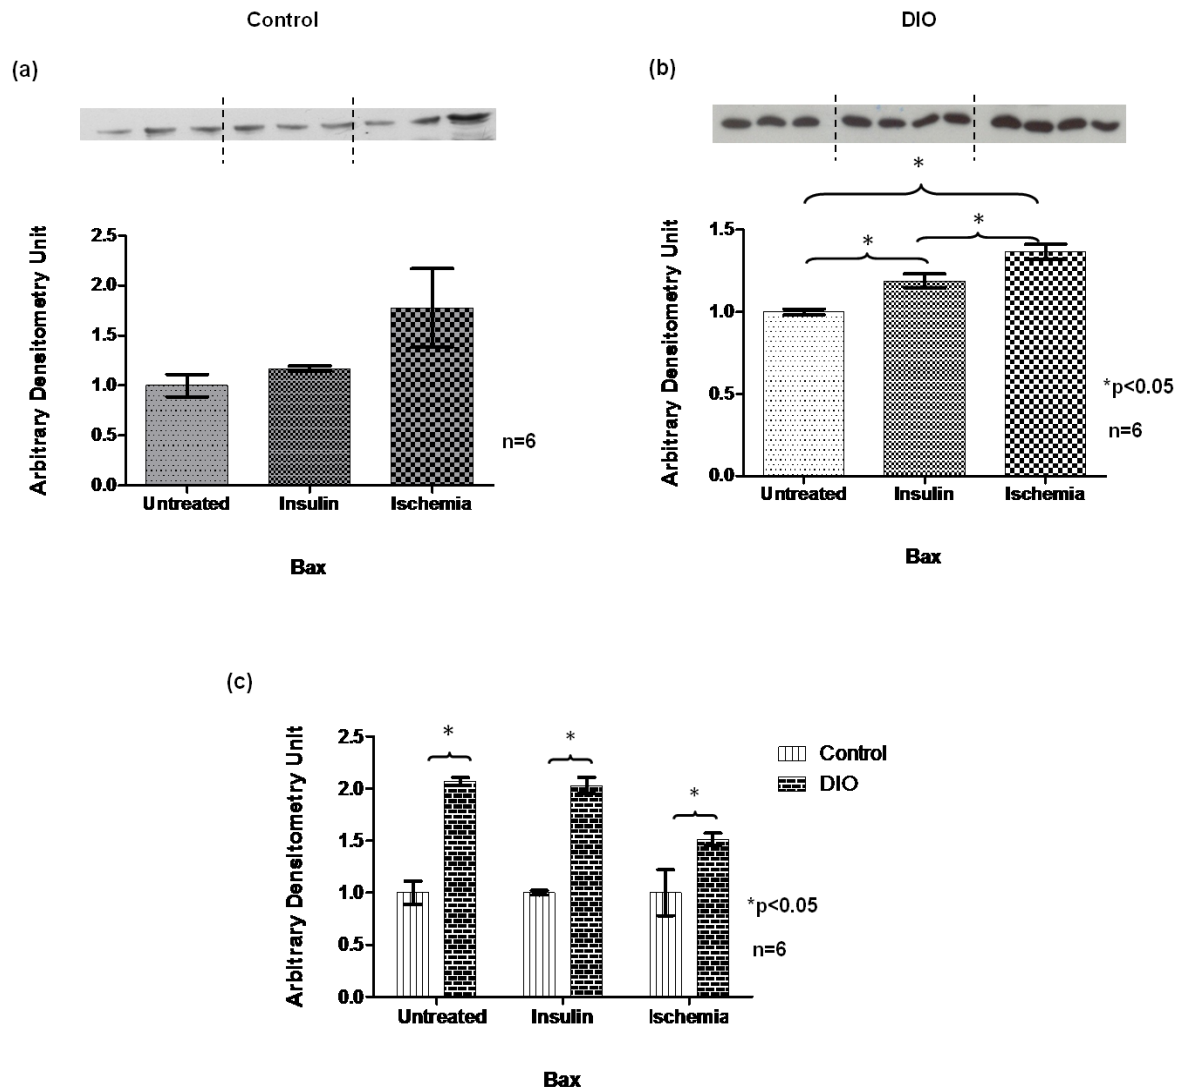 Control
DIO
(a)
(b)
*
*
*
Arbitrary Densitometry Unit
2.5
2.0
1.5
1.0
0.5
0.0
Untreated Insulin Ischemia
n=6
Bax
Arbitrary Densitometry Unit
1.5
1.0
0.5
0.0
Untreated Insulin Ischemia
*p<0.05
n=6
Bax
(c)
Arbitrary Densitometry Unit
2.5
2.0
1.5
1.0
0.5
0.0
*
*
*
Untreated Insulin Ischemia
Control
DIO
*p<0.05
n=6
Bax